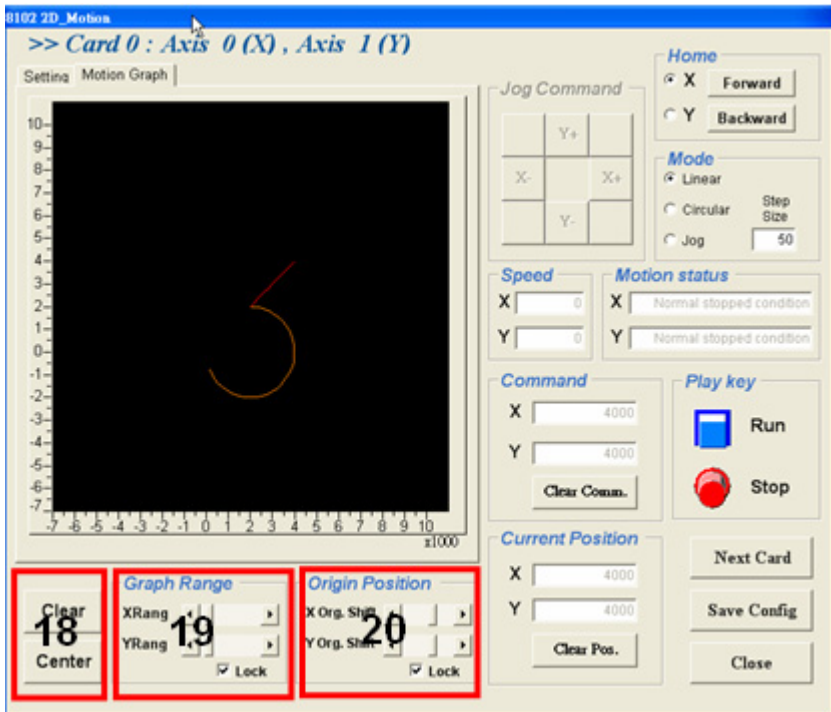 8102 2D_Motion
>> Card 0 : Axis 0 (X) , Axis 1 (Y)
Setting Motion Graph
10
9
8
7
6
5
4
3
2
1
0
-1
-2
-3
-4
-5
-6
-7
-7 -6 -5 -4 -3 -2 -1 0 1 2 3 4 5 6 7 8 9 10
x1000
Jog Command
Y+
X- X+
Y-
Home
X Forward
Y Backward
Mode
Linear
Circular
Jog
Step
Size
50
Speed
X 0
Y 0
Motion status
X Normal stopped condition
Y Normal stopped condition
Command
X 4000
Y 4000
Clear Comm.
Play key
Run
Stop
Current Position
X 4000
Y 4000
Clear Pos.
Next Card
Save Config
Close
Clear
18
Center
Graph Range
XRang
19
YRang
Lock
Origin Position
X Org. Shift
20
Y Org. Shift
Lock